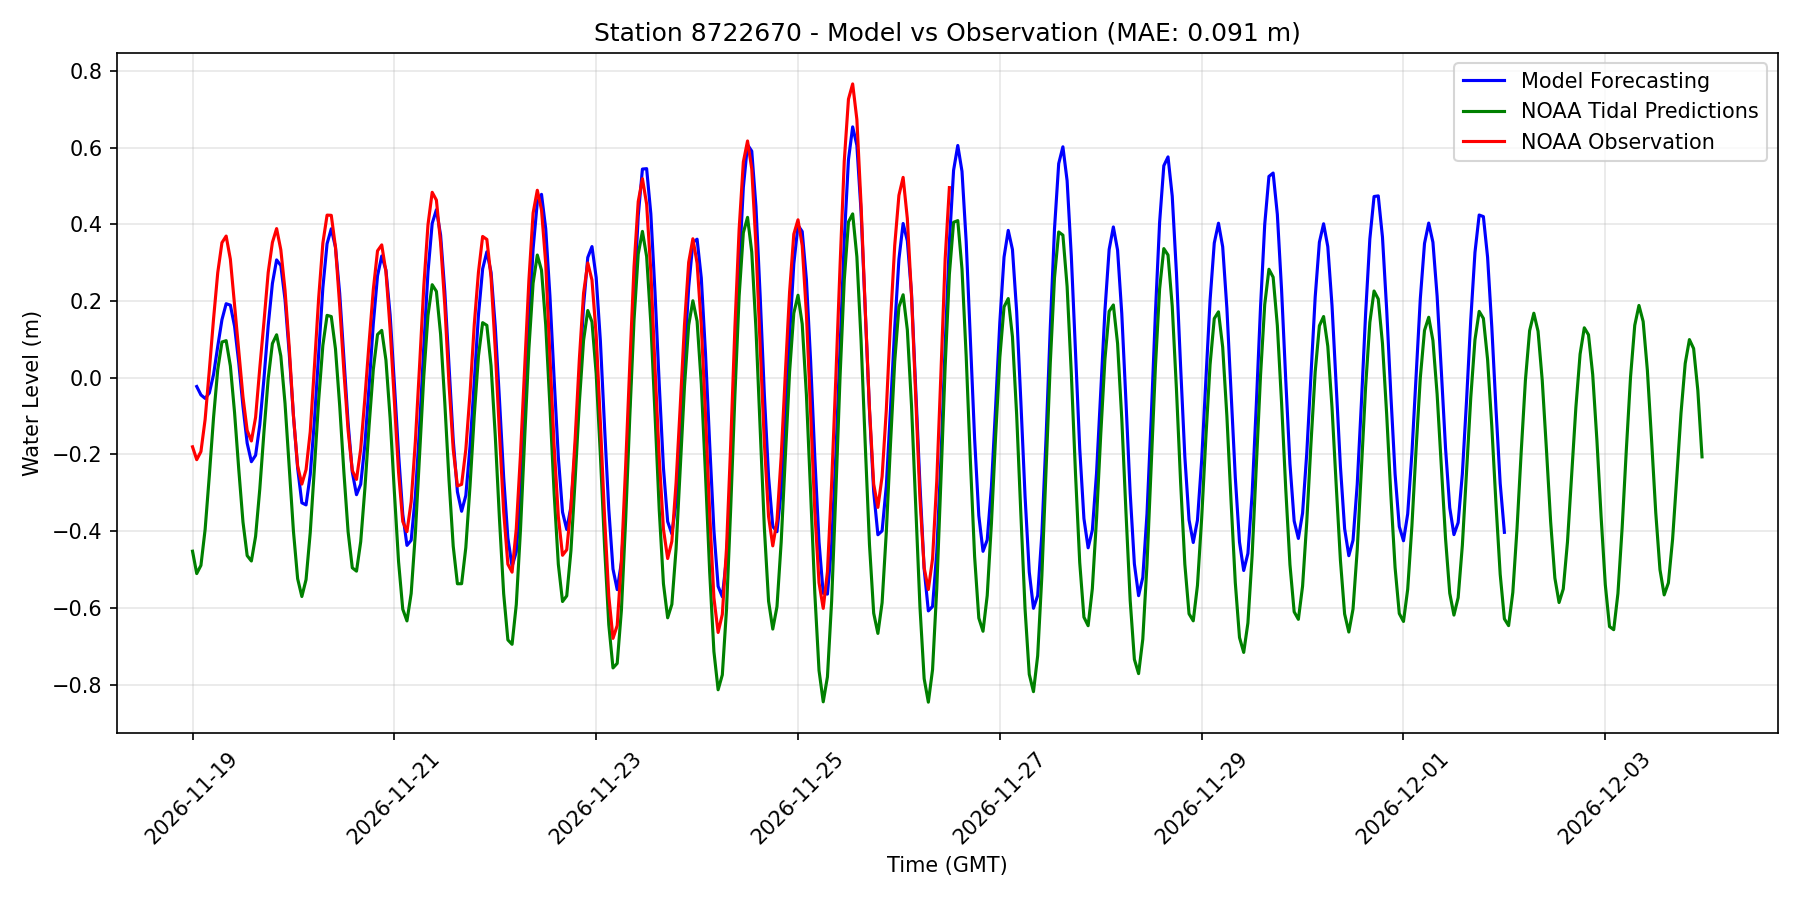 Station 8722670 - Model vs Observation (MAE: 0.091 m)
Model Forecasting
NOAA Tidal Predictions
NOAA Observation
Water Level (m)
0.8
0.6
0.4
0.2
0.0
−0.2
−0.4
−0.6
−0.8
2026-11-19
2026-11-21
2026-11-23
2026-11-25
2026-11-27
2026-11-29
2026-12-01
2026-12-03
Time (GMT)